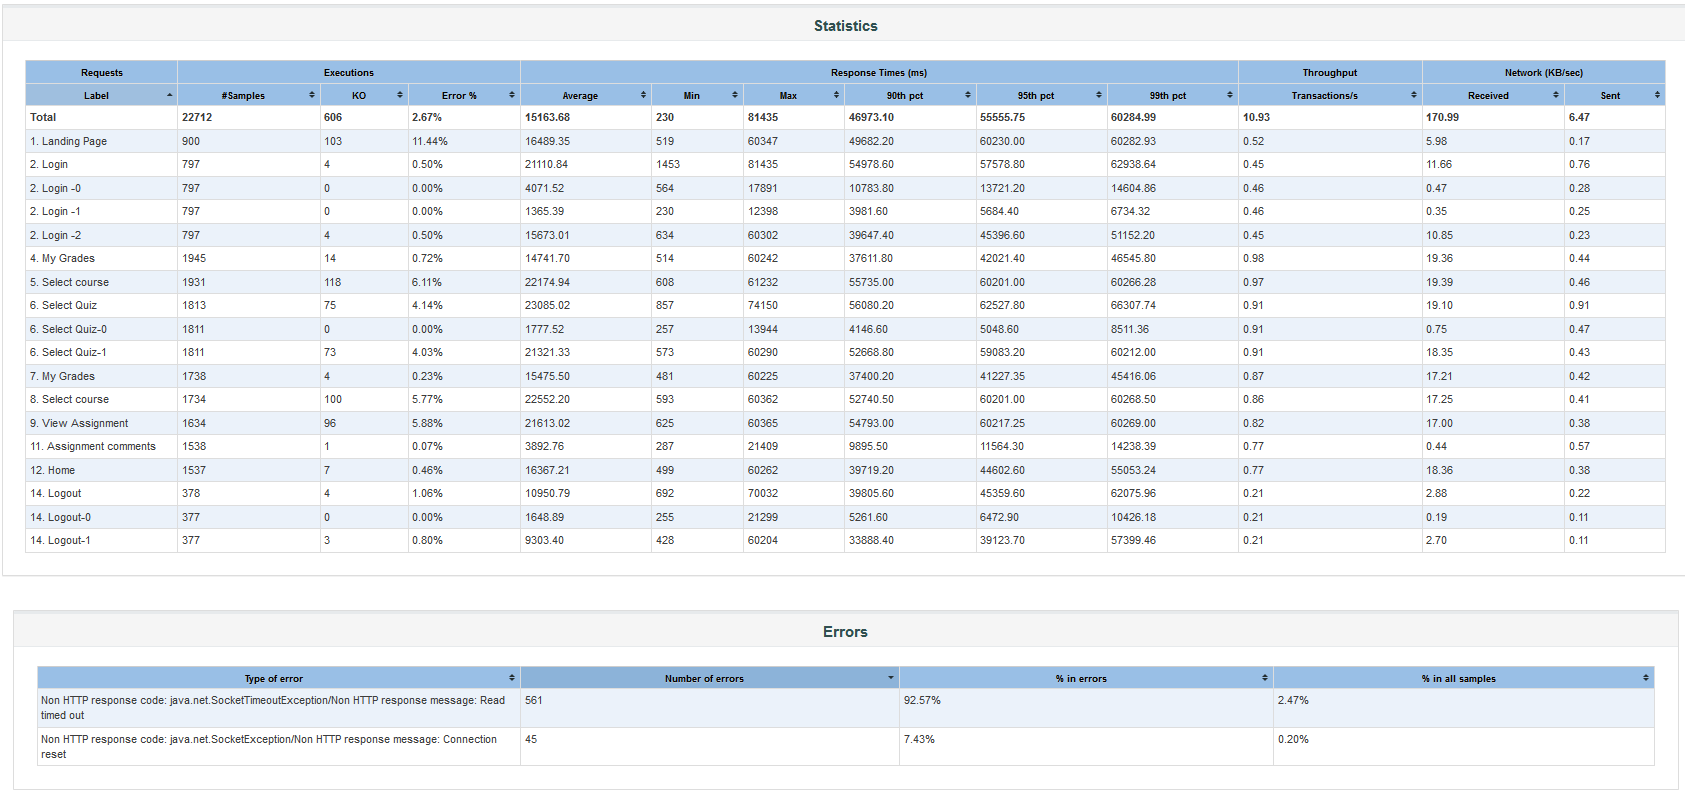 Statistics
Requests Executions Response Times (ms) Throughput Network (KB/sec)
Label #Samples KO Error % Average Min Max 90th pct 95th pct 99th pct Transactions/s Received Sent
Total 22712 606 2.67% 15163.68 230 81435 46973.10 55555.75 60284.99 10.93 170.99 6.47
1. Landing Page 900 103 11.44% 16489.35 519 60347 49682.20 60230.00 60282.93 0.52 5.98 0.17
2. Login 797 4 0.50% 21110.84 1453 81435 54978.60 57578.80 62938.64 0.45 11.66 0.76
2. Login -0 797 0 0.00% 4071.52 564 17891 10783.80 13721.20 14604.86 0.46 0.47 0.28
2. Login -1 797 0 0.00% 1365.39 230 12398 3981.60 5684.40 6734.32 0.46 0.35 0.25
2. Login -2 797 4 0.50% 15673.01 634 60302 39647.40 45396.60 51152.20 0.45 10.85 0.23
4. My Grades 1945 14 0.72% 14741.70 514 60242 37611.80 42021.40 46545.80 0.98 19.36 0.44
5. Select course 1931 118 6.11% 22174.94 608 61232 55735.00 60201.00 60266.28 0.97 19.39 0.46
6. Select Quiz 1813 75 4.14% 23085.02 857 74150 56080.20 62527.80 66307.74 0.91 19.10 0.91
6. Select Quiz-0 1811 0 0.00% 1777.52 257 13944 4146.60 5048.60 8511.36 0.91 0.75 0.47
6. Select Quiz-1 1811 73 4.03% 21321.33 573 60290 52668.80 59083.20 60212.00 0.91 18.35 0.43
7. My Grades 1738 4 0.23% 15475.50 481 60225 37400.20 41227.35 45416.06 0.87 17.21 0.42
8. Select course 1734 100 5.77% 22552.20 593 60362 52740.50 60201.00 60268.50 0.86 17.25 0.41
9. View Assignment 1634 96 5.88% 21613.02 625 60365 54793.00 60217.25 60269.00 0.82 17.00 0.38
11. Assignment comments 1538 1 0.07% 3892.76 287 21409 9895.50 11564.30 14238.39 0.77 0.44 0.57
12. Home 1537 7 0.46% 16367.21 499 60262 39719.20 44602.60 55053.24 0.77 18.36 0.38
14. Logout 378 4 1.06% 10950.79 692 70032 39805.60 45359.60 62075.96 0.21 2.88 0.22
14. Logout-0 377 0 0.00% 1648.89 255 21299 5261.60 6472.90 10426.18 0.21 0.19 0.11
14. Logout-1 377 3 0.80% 9303.40 428 60204 33888.40 39123.70 57399.46 0.21 2.70 0.11
Errors
Type of error Number of errors % in errors % in all samples
Non HTTP response code: java.net.SocketTimeoutException/Non HTTP response message: Read 561 92.57% 2.47%
timed out
Non HTTP response code: java.net.SocketException/Non HTTP response message: Connection 45 7.43% 0.20%
reset